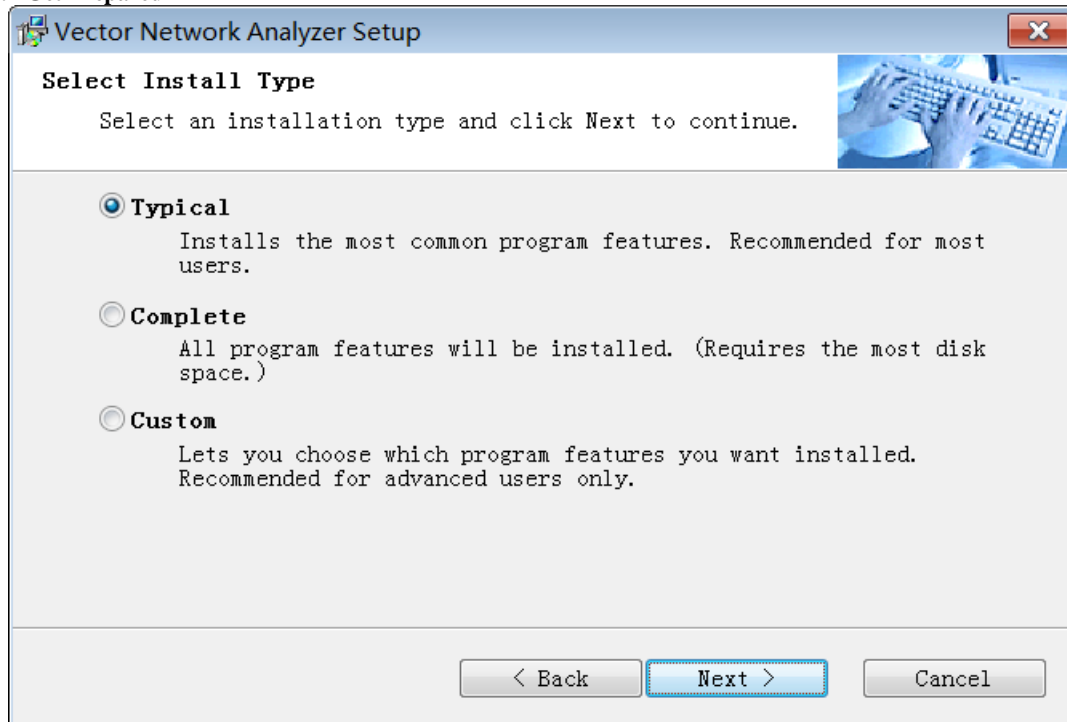 Vector Network Analyzer Setup
Select Install Type
Select an installation type and click Next to continue.
Typical
Installs the most common program features. Recommended for most
users.
Complete
All program features will be installed. (Requires the most disk
space.)
Custom
Lets you choose which program features you want installed.
Recommended for advanced users only.
< Back
Next >
Cancel